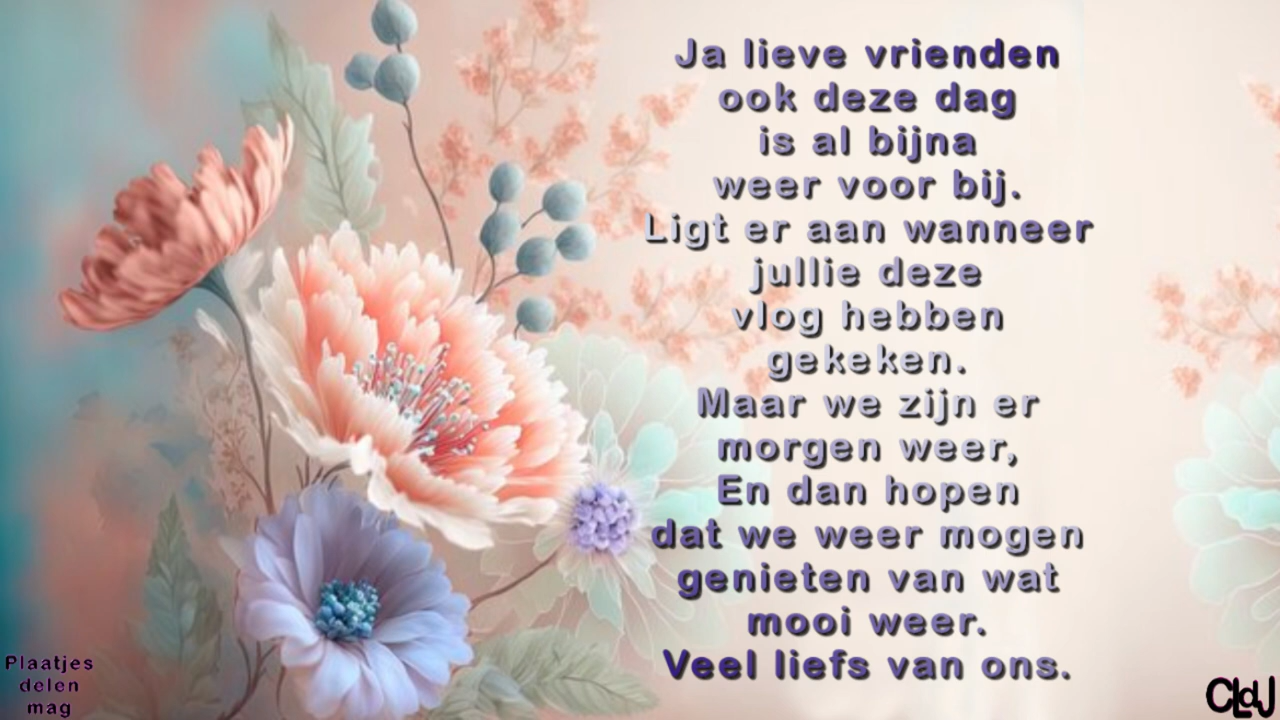 Ja lieve vrienden
ook deze dag
is al bijna
weer voor bij.
Ligt er aan wanneer
jullie deze
vlog hebben
gekeken.
Maar we zijn er
morgen weer,
En dan hopen
dat we weer mogen
genieten van wat
mooi weer.
Veel liefs van ons.
Plaatjes
delen
mag
CLdJ